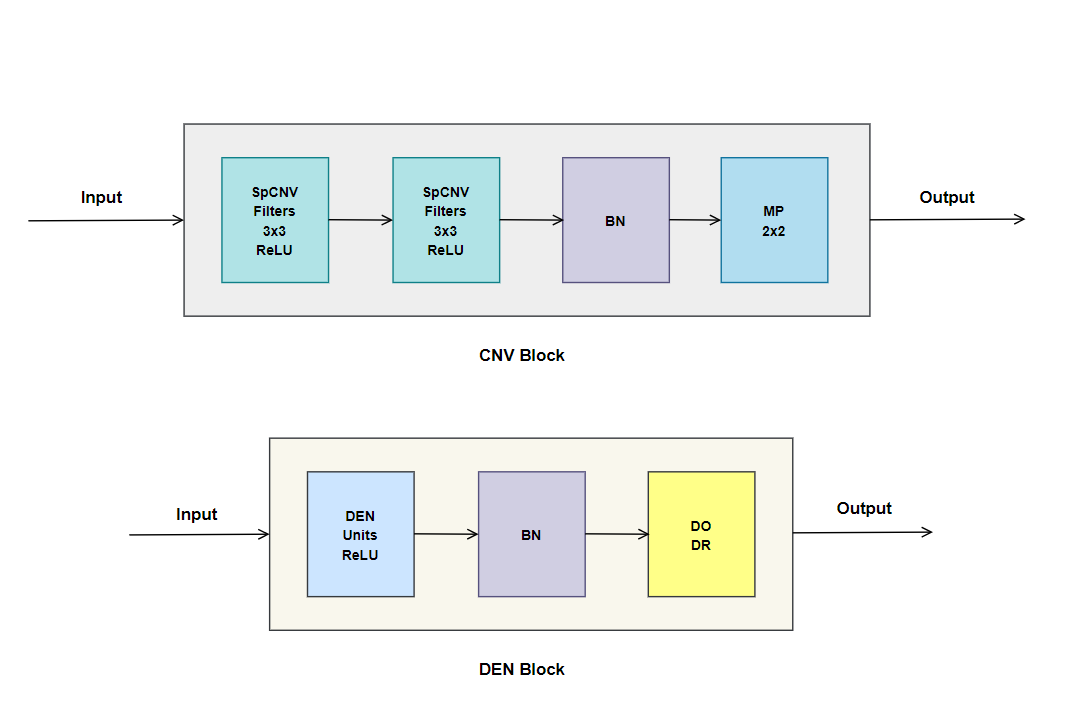 Input
SpCNV
Filters
3x3
ReLU
SpCNV
Filters
3x3
ReLU
BN
MP
2x2
Output
CNV Block
Input
DEN
Units
ReLU
BN
DO
DR
Output
DEN Block